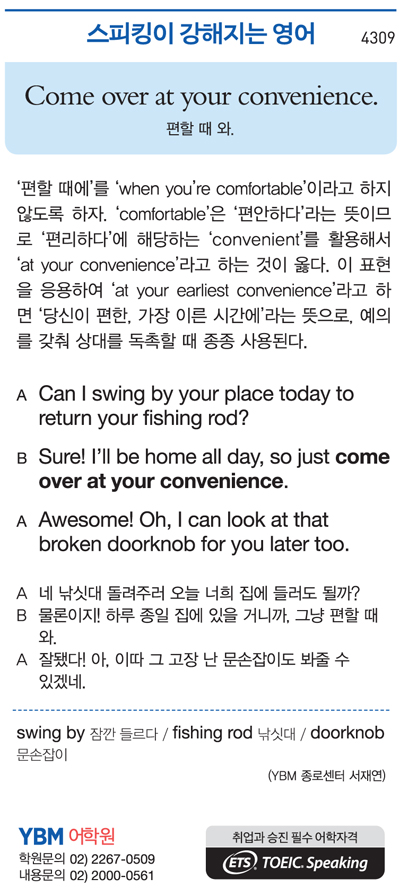 스피킹이 강해지는 영어
4309
Come over at your convenience.
편할 때 와.
‘편할 때에’를 ‘when you’re comfortable’이라고 하지
않도록 하자. ‘comfortable’은 ‘편안하다’라는 뜻이므
로 ‘편리하다’에 해당하는 ‘convenient’를 활용해서
‘at your convenience’라고 하는 것이 옳다. 이 표현
을 응용하여 ‘at your earliest convenience’라고 하
면 ‘당신이 편한, 가장 이른 시간에’라는 뜻으로, 예의
를 갖춰 상대를 독촉할 때 종종 사용된다.
A Can I swing by your place today to
return your fishing rod?
B Sure! I’ll be home all day, so just come
over at your convenience.
A Awesome! Oh, I can look at that
broken doorknob for you later too.
A 네 낚싯대 돌려주러 오늘 너희 집에 들러도 될까?
B 물론이지! 하루 종일 집에 있을 거니까, 그냥 편할 때
와.
A 잘됐다! 아, 이따 그 고장 난 문손잡이도 봐줄 수
있겠네.
swing by 잠깐 들르다 / fishing rod 낚싯대 / doorknob
문손잡이
(YBM 종로센터 서재연)
YBM 어학원
학원문의 02) 2267-0509
내용문의 02) 2000-0561
취업과 승진 필수 어학자격
ETS TOEIC. Speaking